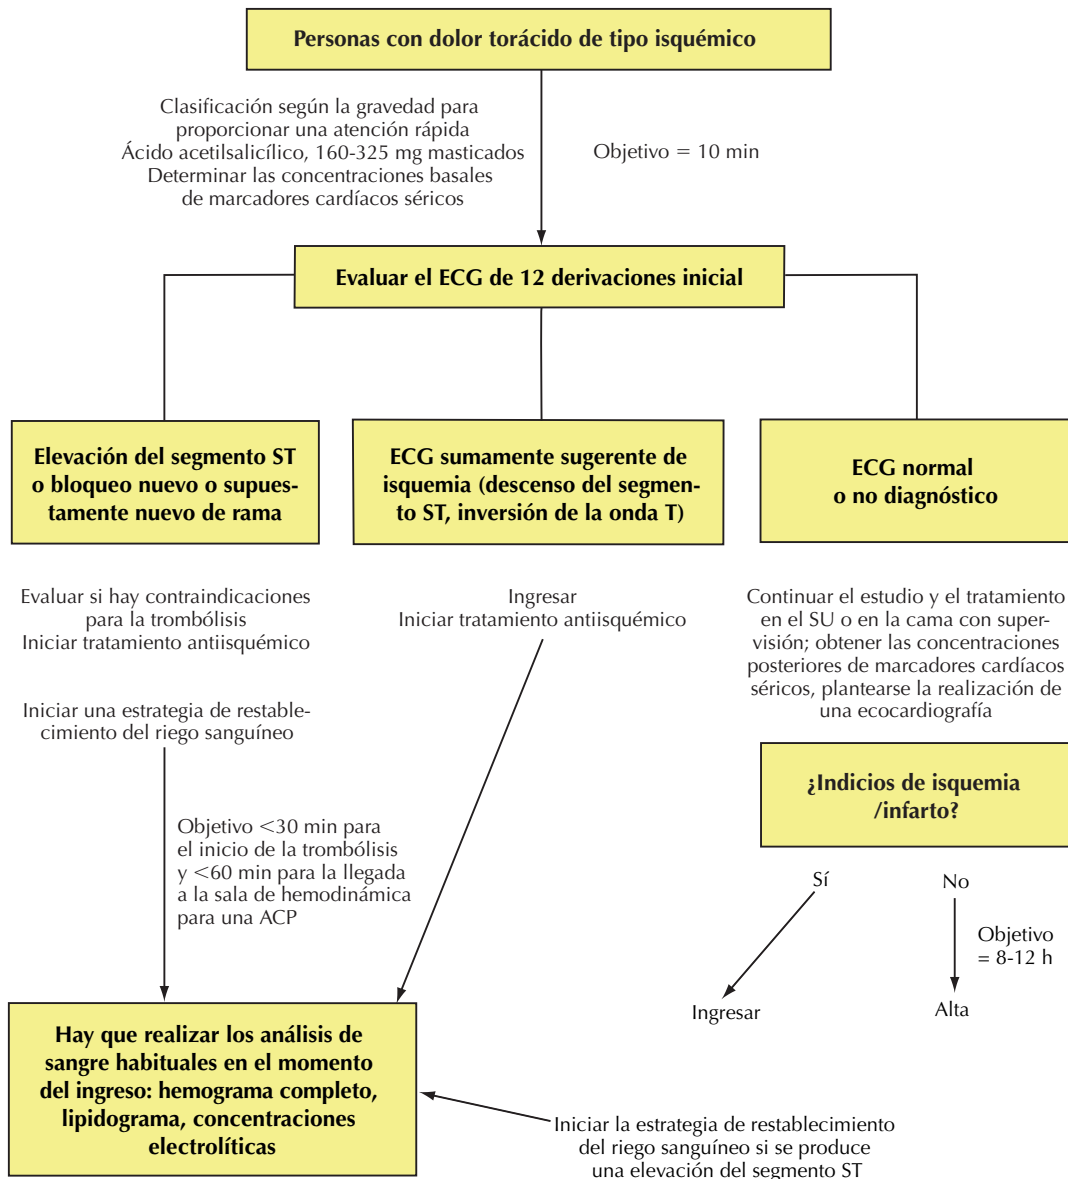 Personas con dolor torácido de tipo isquémico
Clasificación según la gravedad para
proporcionar una atención rápida
Ácido acetilsalicílico, 160-325 mg masticados
Determinar las concentraciones basales
de marcadores cardíacos séricos
Objetivo = 10 min
Evaluar el ECG de 12 derivaciones inicial
Elevación del segmento ST
o bloqueo nuevo o supues-
tamente nuevo de rama
ECG sumamente sugerente de
isquemia (descenso del segmen-
to ST, inversión de la onda T)
ECG normal
o no diagnóstico
Evaluar si hay contraindicaciones
para la trombólisis
Iniciar tratamiento antiisquémico
Ingresar
Iniciar tratamiento antiisquémico
Continuar el estudio y el tratamiento
en el SU o en la cama con super-
visión; obtener las concentraciones
posteriores de marcadores cardíacos
séricos, plantearse la realización de
una ecocardiografía
Iniciar una estrategia de restable-
cimiento del riego sanguíneo
¿Indicios de isquemia
/infarto?
Objetivo <30 min para
el inicio de la trombólisis
y <60 min para la llegada
a la sala de hemodinámica
para una ACP
Sí
No
Objetivo
= 8-12 h
Ingresar
Alta
Hay que realizar los análisis de
sangre habituales en el momento
del ingreso: hemograma completo,
lipidograma, concentraciones
electrolíticas
Iniciar la estrategia de restablecimiento
del riego sanguíneo si se produce
una elevación del segmento ST